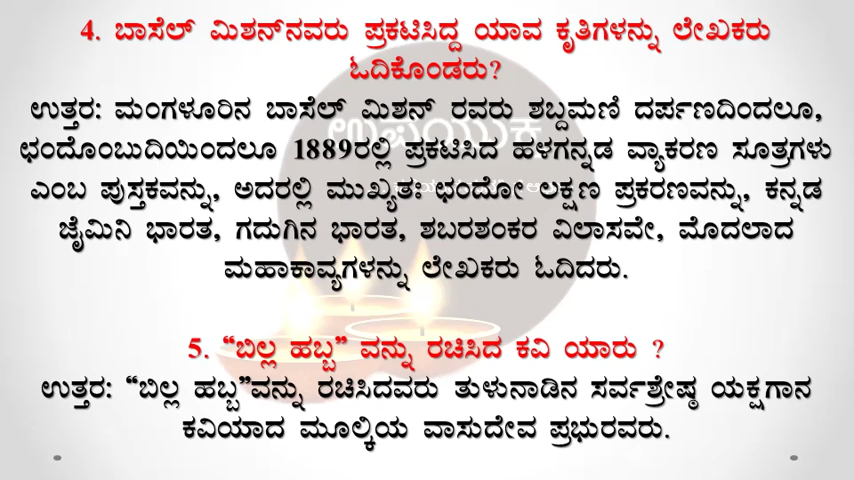 4. ಬಾಸೆಲ್ ಮಿಶನ್‌ನವರು ಪ್ರಕಟಿಸಿದ್ದ ಯಾವ ಕೃತಿಗಳನ್ನು ಲೇಖಕರು
ಓದಿಕೊಂಡರು?
ಉತ್ತರ: ಮಂಗಳೂರಿನ ಬಾಸೆಲ್ ಮಿಶನ್ ರವರು ಶಬ್ದಮಣಿ ದರ್ಪಣದಿಂದಲೂ,
ಛಂದೊಂಬುದಿಯಿಂದಲೂ 1889ರಲ್ಲಿ ಪ್ರಕಟಿಸಿದ ಹಳಗನ್ನಡ ವ್ಯಾಕರಣ ಸೂತ್ರಗಳು
ಎಂಬ ಪುಸ್ತಕವನ್ನು, ಅದರಲ್ಲಿ ಮುಖ್ಯತಃ ಛಂದೋ ಲಕ್ಷಣ ಪ್ರಕರಣವನ್ನು, ಕನ್ನಡ
ಜೈಮಿನಿ ಭಾರತ, ಗದುಗಿನ ಭಾರತ, ಶಬರಶಂಕರ ವಿಲಾಸವೇ, ಮೊದಲಾದ
ಮಹಾಕಾವ್ಯಗಳನ್ನು ಲೇಖಕರು ಓದಿದರು.
5. “ಬಿಲ್ಲ ಹಬ್ಬ” ವನ್ನು ರಚಿಸಿದ ಕವಿ ಯಾರು ?
ಉತ್ತರ: “ಬಿಲ್ಲ ಹಬ್ಬ”ವನ್ನು ರಚಿಸಿದವರು ತುಳುನಾಡಿನ ಸರ್ವಶ್ರೇಷ್ಠ ಯಕ್ಷಗಾನ
ಕವಿಯಾದ ಮೂಲ್ಕಿಯ ವಾಸುದೇವ ಪ್ರಭುರವರು.